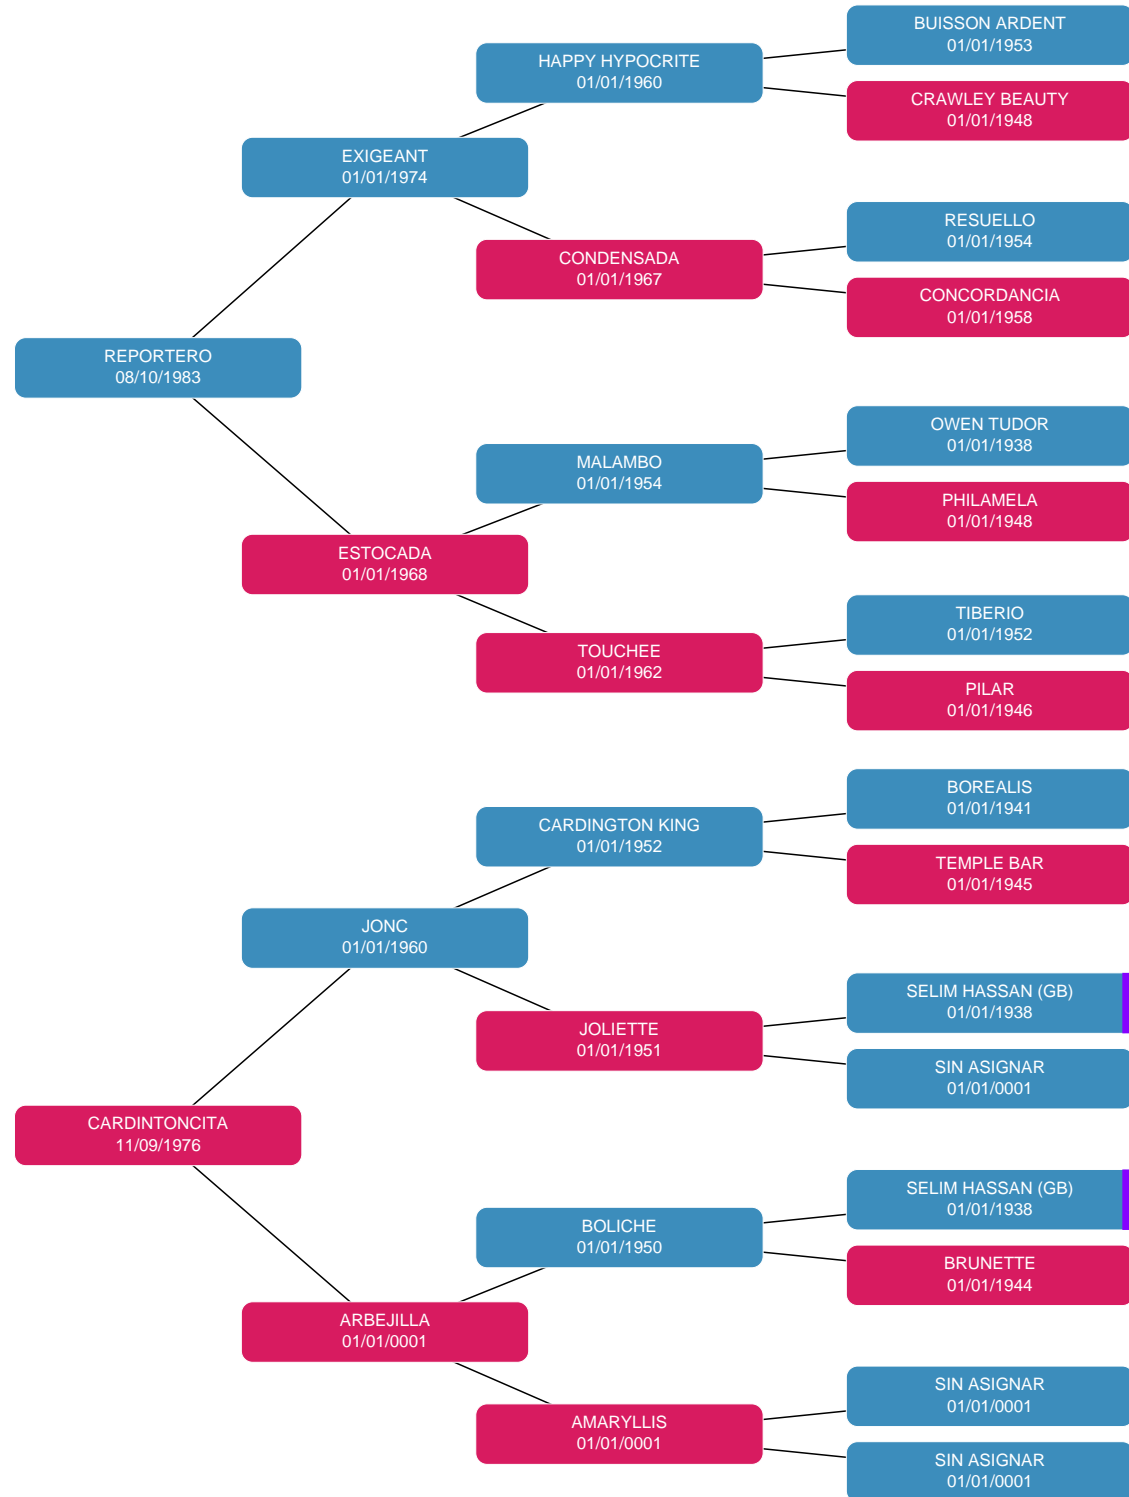 BUISSON ARDENT
01/01/1953
HAPPY HYPOCRITE
01/01/1960
CRAWLEY BEAUTY
01/01/1948
EXIGEANT
01/01/1974
RESUELLO
01/01/1954
CONDENSADA
01/01/1967
CONCORDANCIA
01/01/1958
REPORTERO
08/10/1983
OWEN TUDOR
01/01/1938
MALAMBO
01/01/1954
PHILAMELA
01/01/1948
ESTOCADA
01/01/1968
TIBERIO
01/01/1952
TOUCHEE
01/01/1962
PILAR
01/01/1946
BOREALIS
01/01/1941
CARDINGTON KING
01/01/1952
TEMPLE BAR
01/01/1945
JONC
01/01/1960
SELIM HASSAN (GB)
01/01/1938
JOLIETTE
01/01/1951
SIN ASIGNAR
01/01/0001
CARDINTONCITA
11/09/1976
SELIM HASSAN (GB)
01/01/1938
BOLICHE
01/01/1950
BRUNETTE
01/01/1944
ARBEJILLA
01/01/0001
SIN ASIGNAR
01/01/0001
AMARYLLIS
01/01/0001
SIN ASIGNAR
01/01/0001